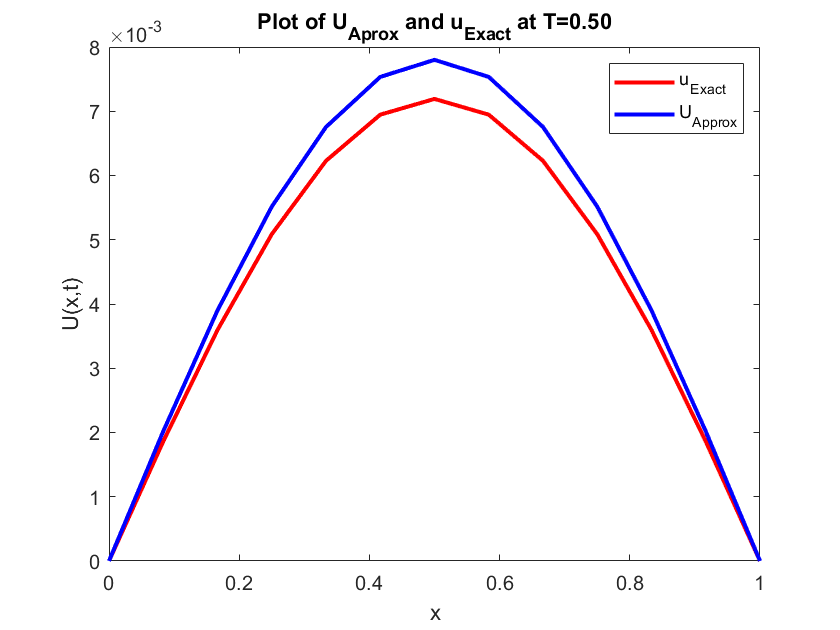 Plot of U_Aprox and u_Exact at T=0.50
×10^-3
u_Exact
U_Approx
8
7
6
5
4
3
2
1
0
U(x,t)
0 0.2 0.4 0.6 0.8 1
x